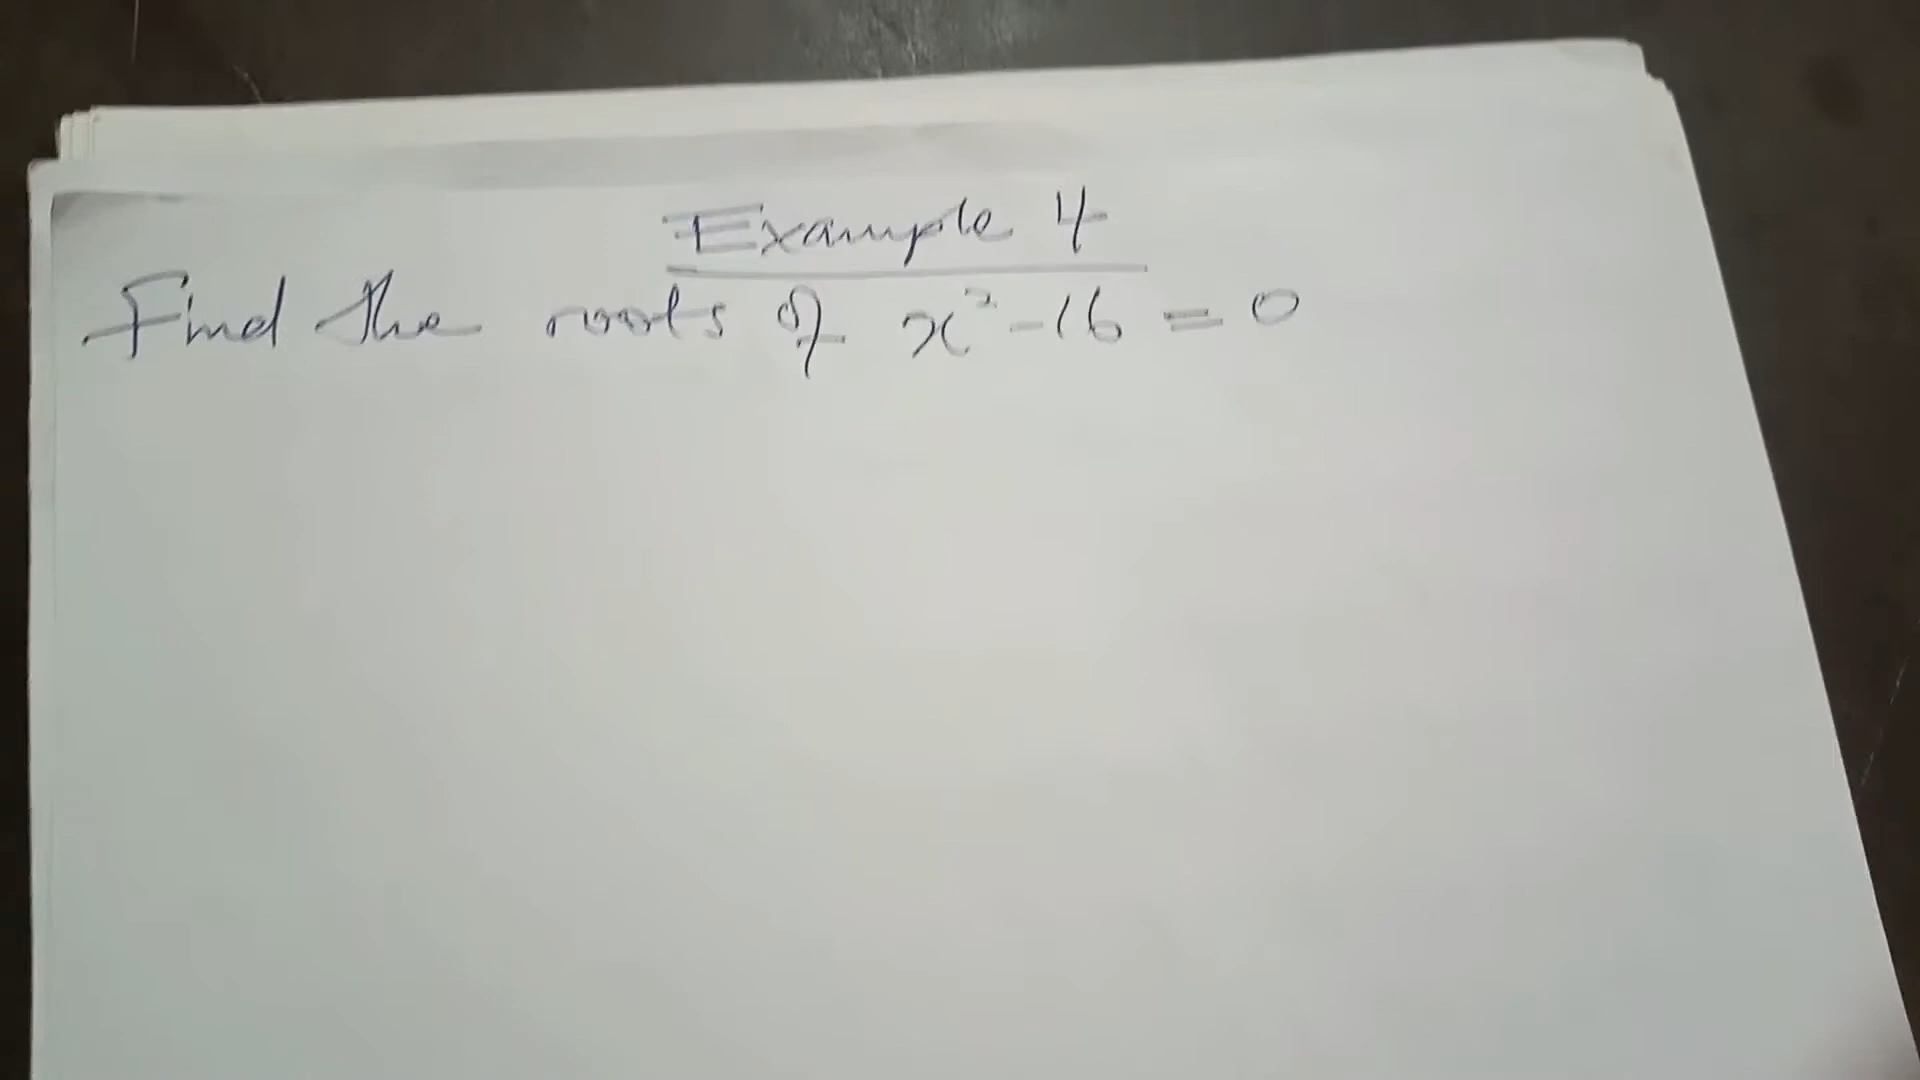 Example 4
Find the roots of x² - 16 = 0